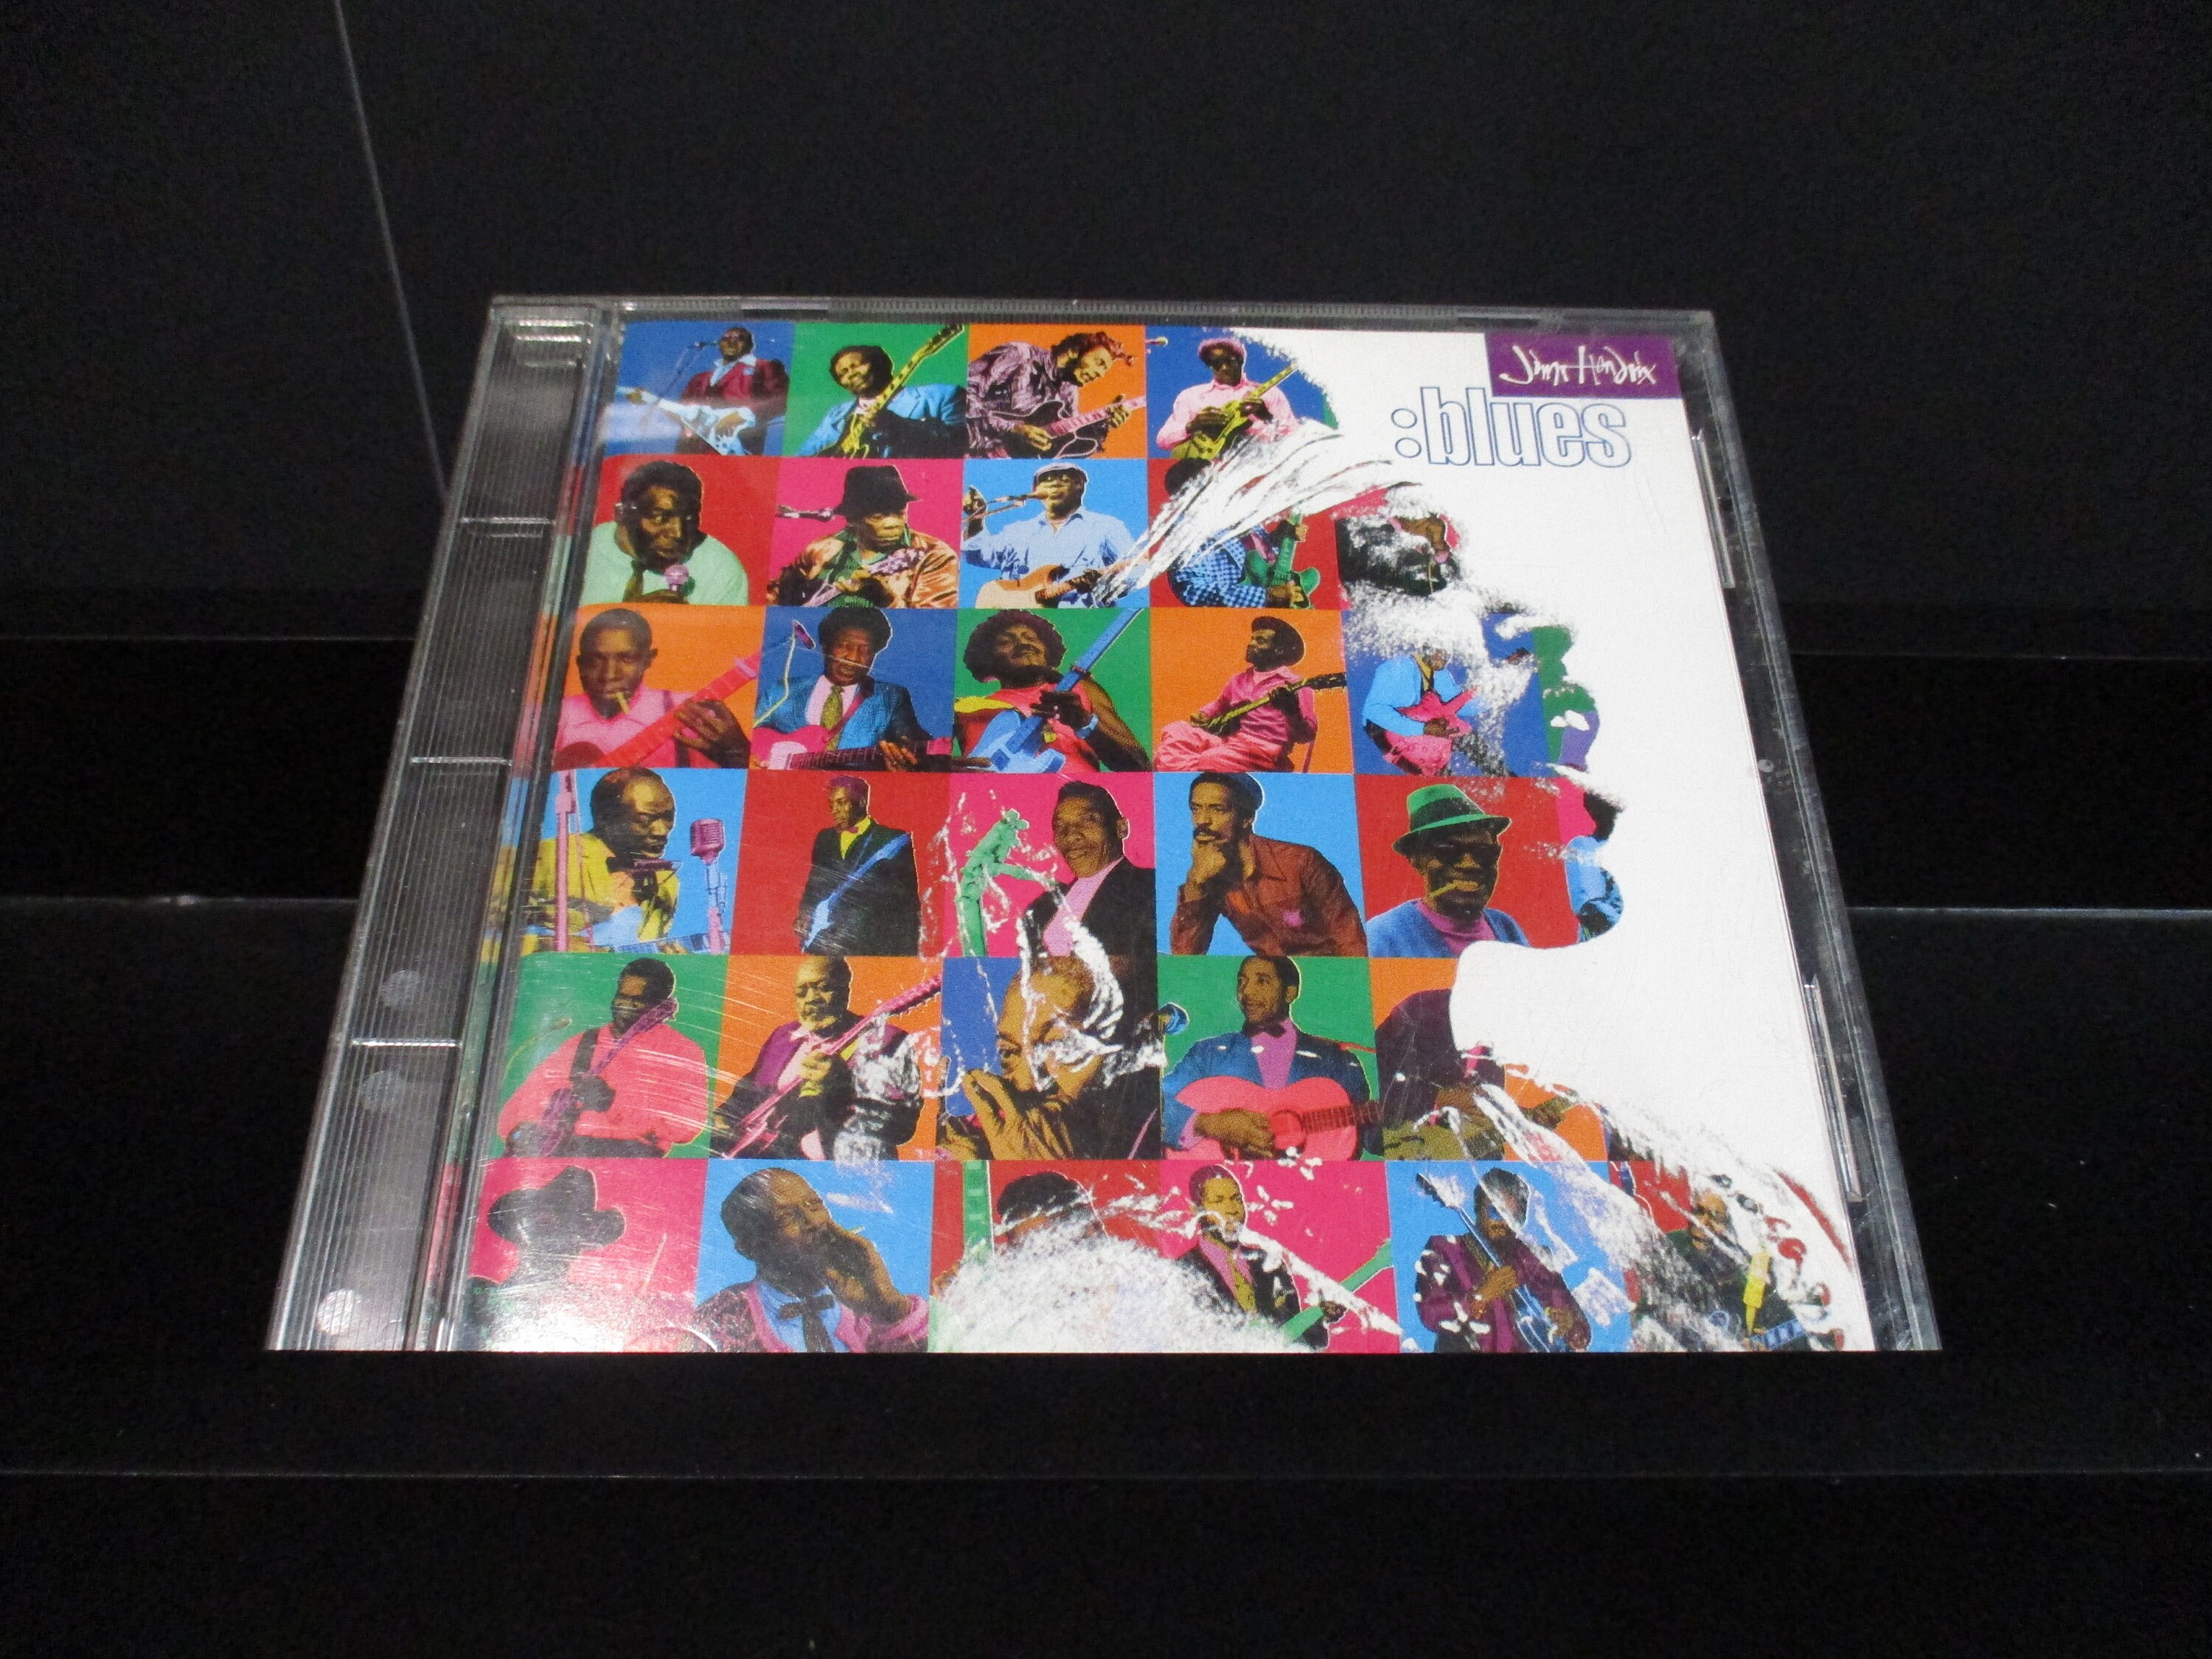 Jimi Hendrix
:blues